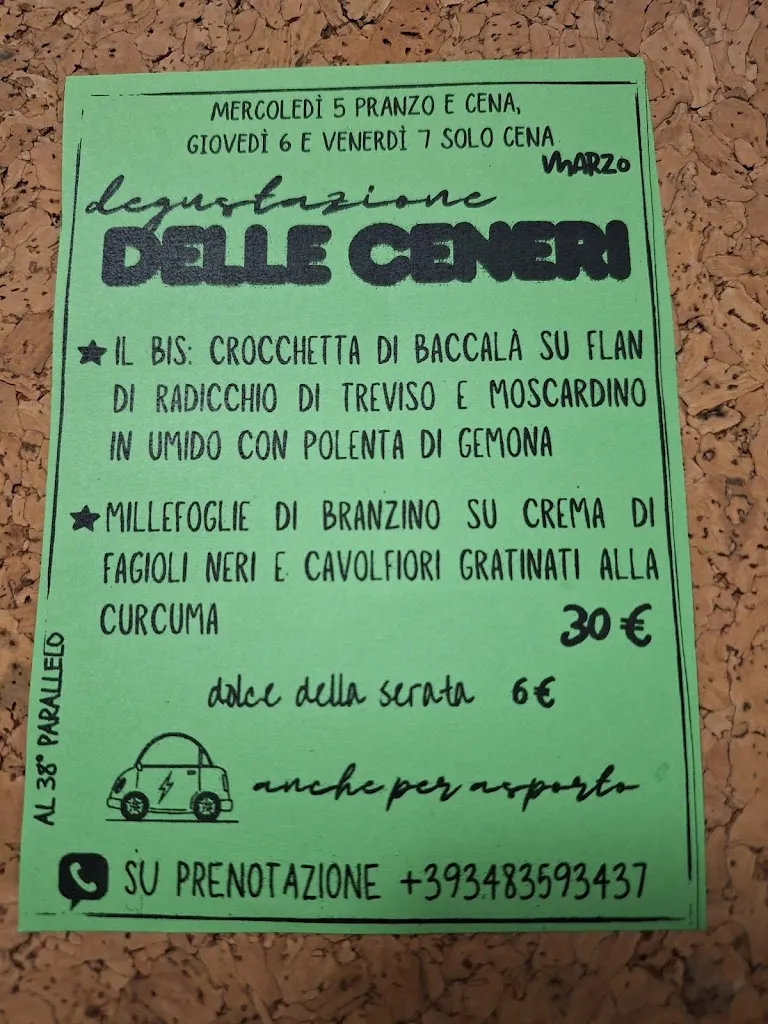 MERCOLEDÌ 5 PRANZO E CENA,
GIOVEDÌ 6 E VENERDÌ 7 SOLO CENA
MARZO
degustazione
DELLE CENERI
IL BIS: CROCCHETTA DI BACCALÀ SU FLAN
DI RADICCHIO DI TREVISO E MOSCARDINO
IN UMIDO CON POLENTA DI GEMONA
MILLEFOGLIE DI BRANZINO SU CREMA DI
FAGIOLI NERI E CAVOLFIORI GRATINATI ALLA
CURCUMA 30 €
dolce della serata 6 €
AL 38° PARALLELO
anche per asporto
SU PRENOTAZIONE +393483593437